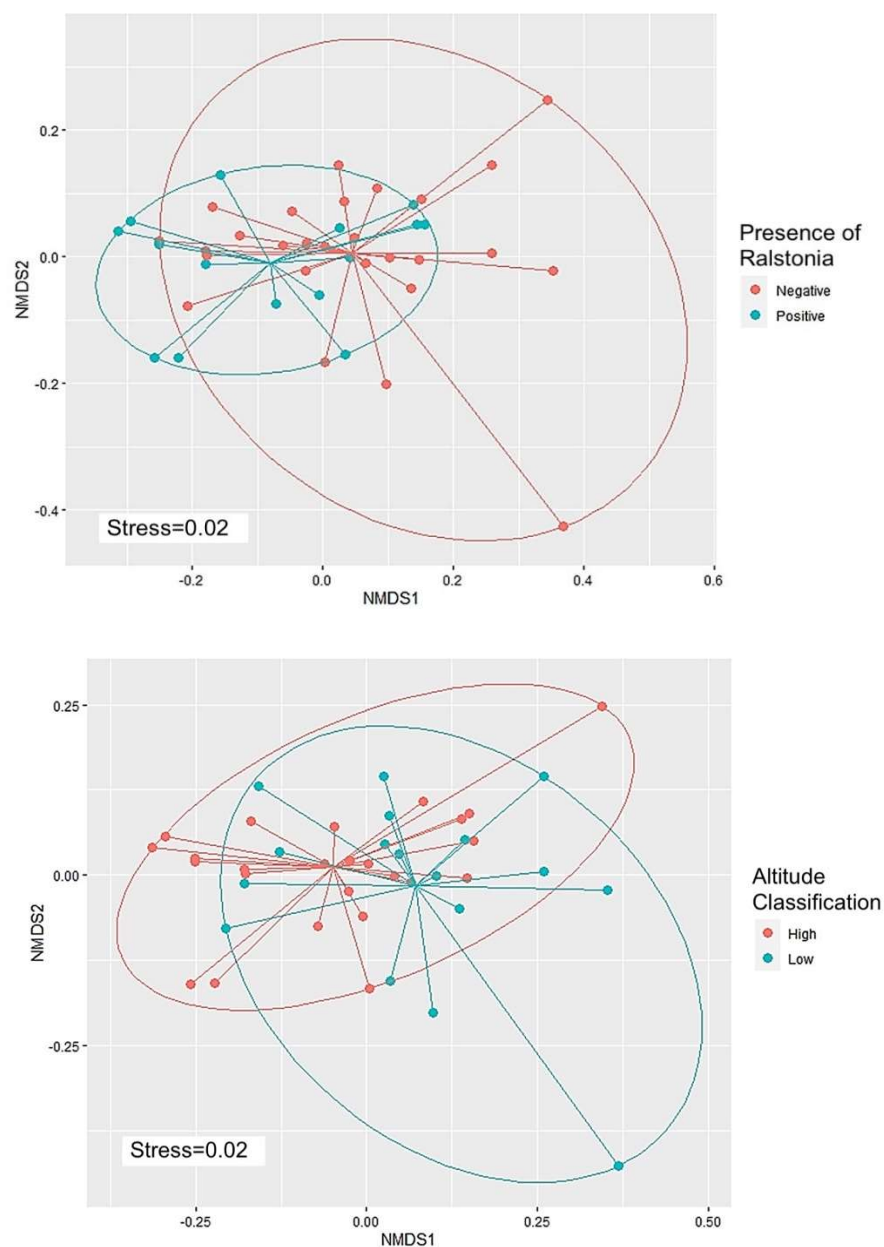 0.2
0.0
-0.2
-0.4
NMDS2
Stress=0.02
-0.2 0.0 0.2 0.4 0.6
NMDS1
Presence of
Ralstonia
Negative
Positive
0.25
0.00
-0.25
NMDS2
Stress=0.02
-0.25 0.00 0.25 0.50
NMDS1
Altitude
Classification
High
Low